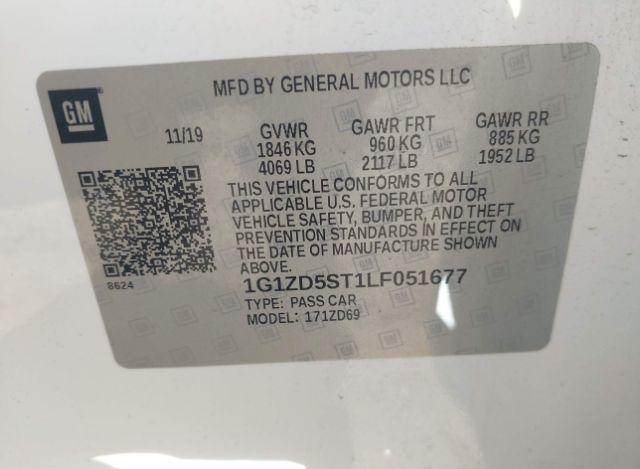 GM
MFD BY GENERAL MOTORS LLC
11/19
GVWR
1846 KG
4069 LB
GAWR FRT
960 KG
2117 LB
GAWR RR
885 KG
1952 LB
THIS VEHICLE CONFORMS TO ALL
APPLICABLE U.S. FEDERAL MOTOR
VEHICLE SAFETY, BUMPER, AND THEFT
PREVENTION STANDARDS IN EFFECT ON
THE DATE OF MANUFACTURE SHOWN
ABOVE.
8624
1G1ZD5ST1LF051677
TYPE: PASS CAR
MODEL: 171ZD69